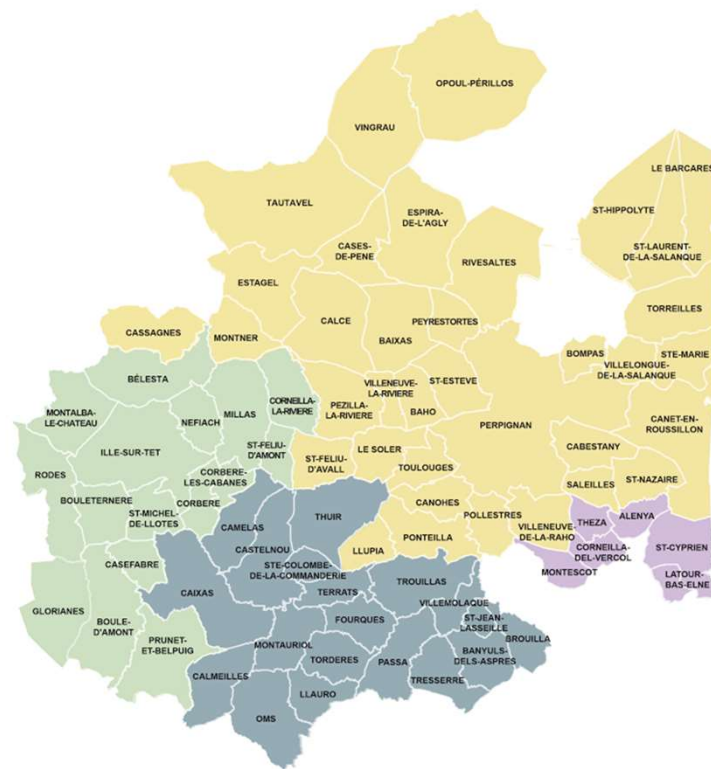 OPOUL-PÉRILLOS
VINGRAU
LE BARCARES
TAUTAVEL
ESPIRA-
DE-L'AGLY
ST-HIPPOLYTE
CASES-
DE-PENE
RIVESALTES
ST-LAURENT-
DE-LA-SALANQUE
ESTAGEL
TORREILLES
CALCE
PEYRESTORTES
CASSAGNES
MONTNER
BAIXAS
BOMPAS
STE-MARIE
VILLELONGUE-
DE-LA-SALANQUE
BÉLESTA
VILLENEUVE-
LA-RIVIERE
ST-ESTEVE
CORNEILLA-
LA-RIVIERE
PEZILLA-
LA-RIVIERE
BAHO
MONTALBA-
LE-CHATEAU
NEFIACH
MILLAS
PERPIGNAN
CANET-EN-
ROUSSILLON
ILLE-SUR-TET
ST-FELIU-
D'AMONT
LE SOLER
CABESTANY
ST-FELIU-
D'AVALL
TOULOUGES
RODES
CORBERE-
LES-CABANES
ST-NAZAIRE
SALEILLES
BOULETERNERE
CORBERE
CANOHES
POLLESTRES
ST-MICHEL-
DE-LLOTES
THUIR
ALENYA
CAMELAS
VILLENEUVE-
DE-LA-RAHO
THEZA
PONTEILLA
CASTELNOU
LLUPIA
CORNEILLA-
DEL-VERCOL
ST-CYPRIEN
CASEFABRE
STE-COLOMBE-
DE-LA-COMMANDERIE
MONTESCOT
LATOUR-
BAS-ELNE
TROUILLAS
CAIXAS
TERRATS
GLORIANES
VILLEMOLAQUE
BOULE-
D'AMONT
FOURQUES
ST-JEAN-
LASSEILLE
PRUNET-
ET-BELPUIG
BROUILLA
MONTAURIOL
BANYULS-
DELS-ASPRES
TORDERES
PASSA
CALMEILLES
TRESSERRE
LLAURO
OMS